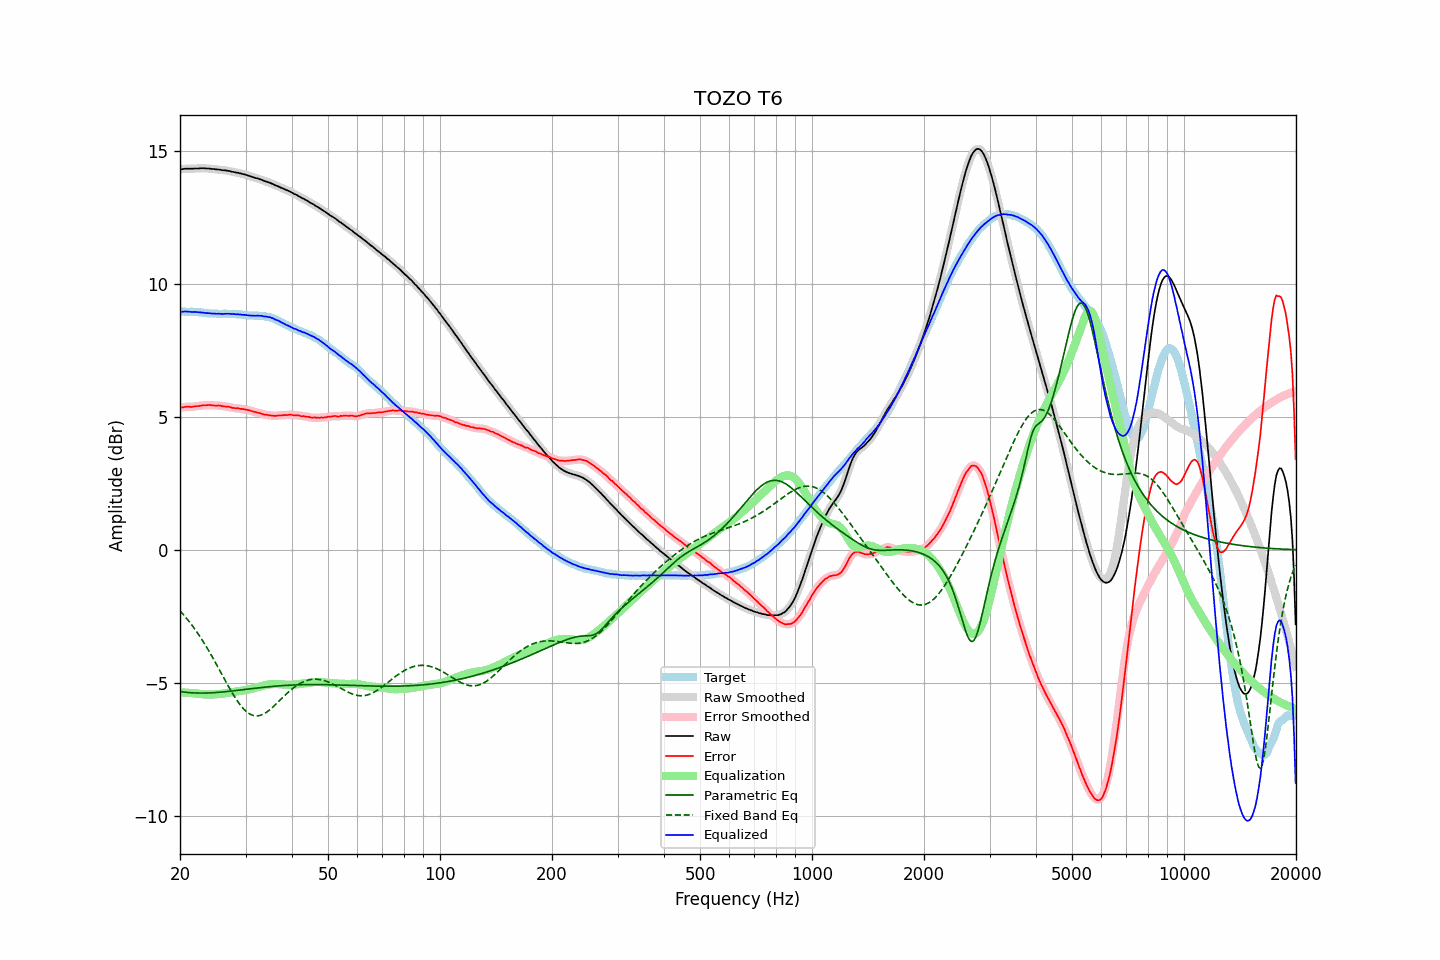 TOZO T6
Amplitude (dBr)
15
10
5
0
−5
−10
20
50
100
200
500
1000
2000
5000
10000
20000
Frequency (Hz)
Target
Raw Smoothed
Error Smoothed
Raw
Error
Equalization
Parametric Eq
Fixed Band Eq
Equalized